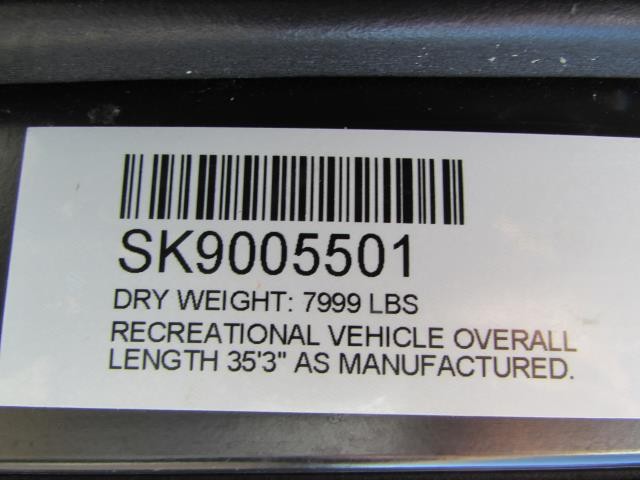 SK9005501
DRY WEIGHT: 7999 LBS
RECREATIONAL VEHICLE OVERALL
LENGTH 35'3" AS MANUFACTURED.